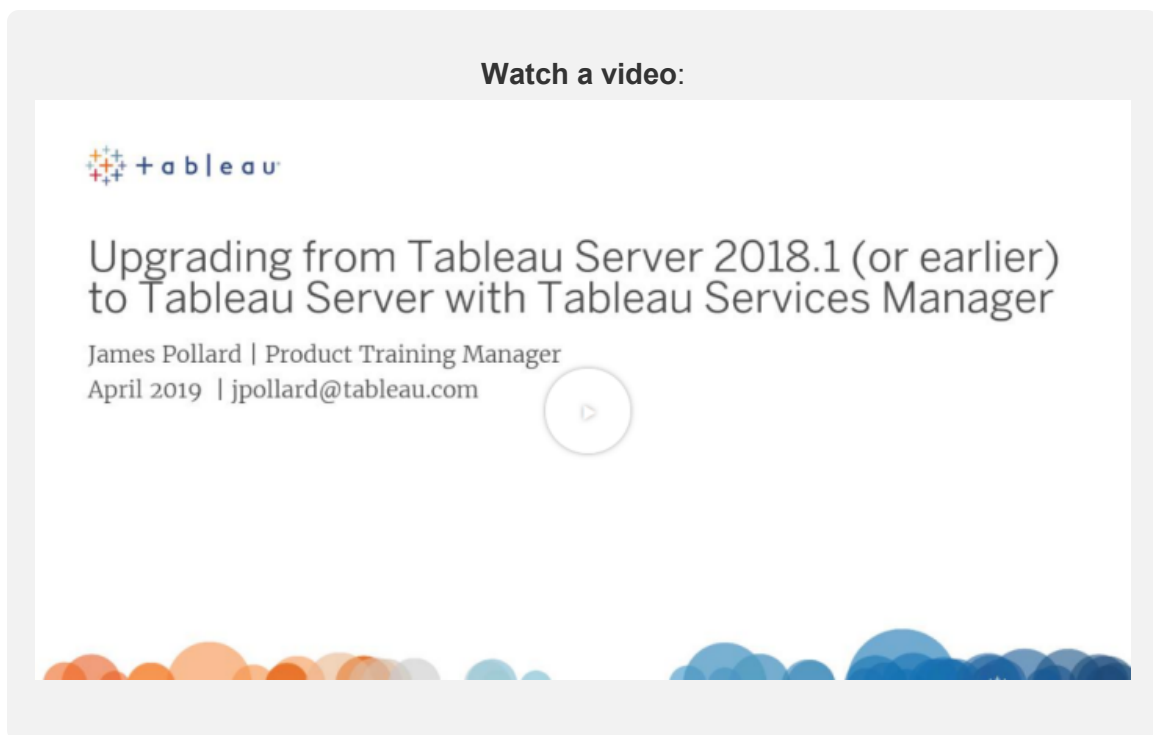 Watch a video:
+ a b | e a u
Upgrading from Tableau Server 2018.1 (or earlier)
to Tableau Server with Tableau Services Manager
James Pollard | Product Training Manager
April 2019 | jpollard@tableau.com